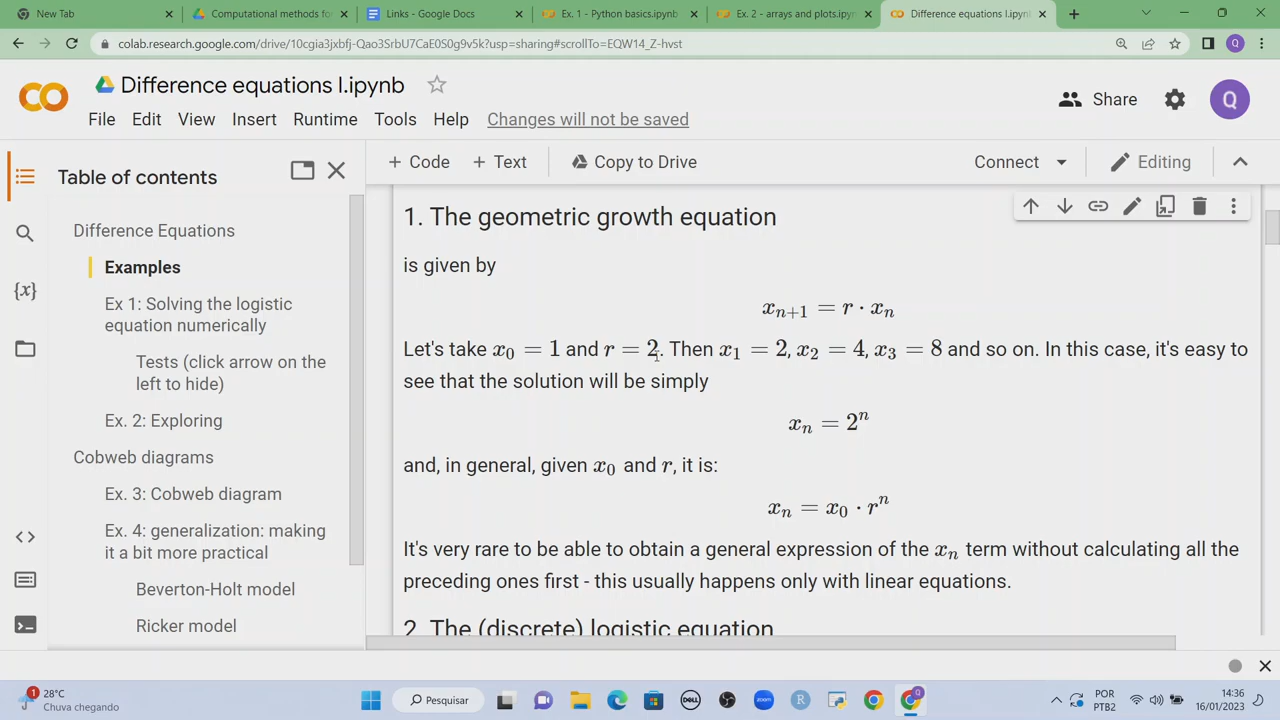 New Tab
Computational methods for
Links - Google Docs
Ex. 1 - Python basics.ipynb
Ex. 2 - arrays and plots.ipynb
Difference equations I.ipynb
colab.research.google.com/drive/10cgia3jxbfj-Qao3SrbU7CaE0S0g9v5k?usp=sharing#scrollTo=EQW14_Z-hvst
Q
CO
Difference equations I.ipynb
Share
Q
File Edit View Insert Runtime Tools Help Changes will not be saved
Table of contents
+ Code + Text Copy to Drive Connect Editing
Difference Equations
Examples
Ex 1: Solving the logistic
equation numerically
Tests (click arrow on the
left to hide)
Ex. 2: Exploring
Cobweb diagrams
Ex. 3: Cobweb diagram
Ex. 4: generalization: making
it a bit more practical
Beverton-Holt model
Ricker model
{x}
<>
1. The geometric growth equation
is given by
xₙ₊₁ = r · xₙ
Let's take x₀ = 1 and r = 2. Then x₁ = 2, x₂ = 4, x₃ = 8 and so on. In this case, it's easy to
see that the solution will be simply
xₙ = 2ⁿ
and, in general, given x₀ and r, it is:
xₙ = x₀ · rⁿ
It's very rare to be able to obtain a general expression of the xₙ term without calculating all the
preceding ones first - this usually happens only with linear equations.
2. The (discrete) logistic equation
1
28°C
Chuva chegando
Pesquisar
DELL
zoom
R
Q
POR
PTB2
14:36
16/01/2023